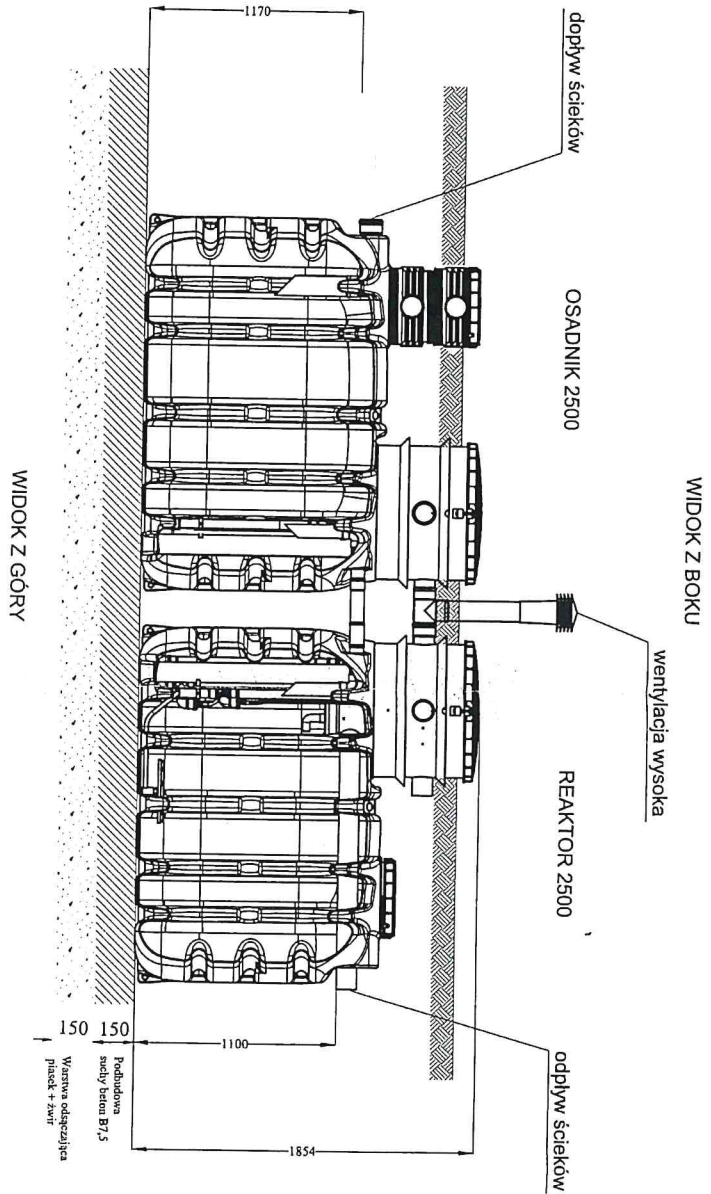 WIDOK Z BOKU
wentylacja wysoka
dopływ ścieków
OSADNIK 2500
REAKTOR 2500
odpływ ścieków
1170
1100
1854
150
150
Podbudowa
suchy beton B7,5
Warstwa odsączająca
piasek + żwir
WIDOK Z GÓRY